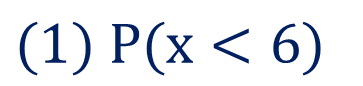 (1) P(x < 6)